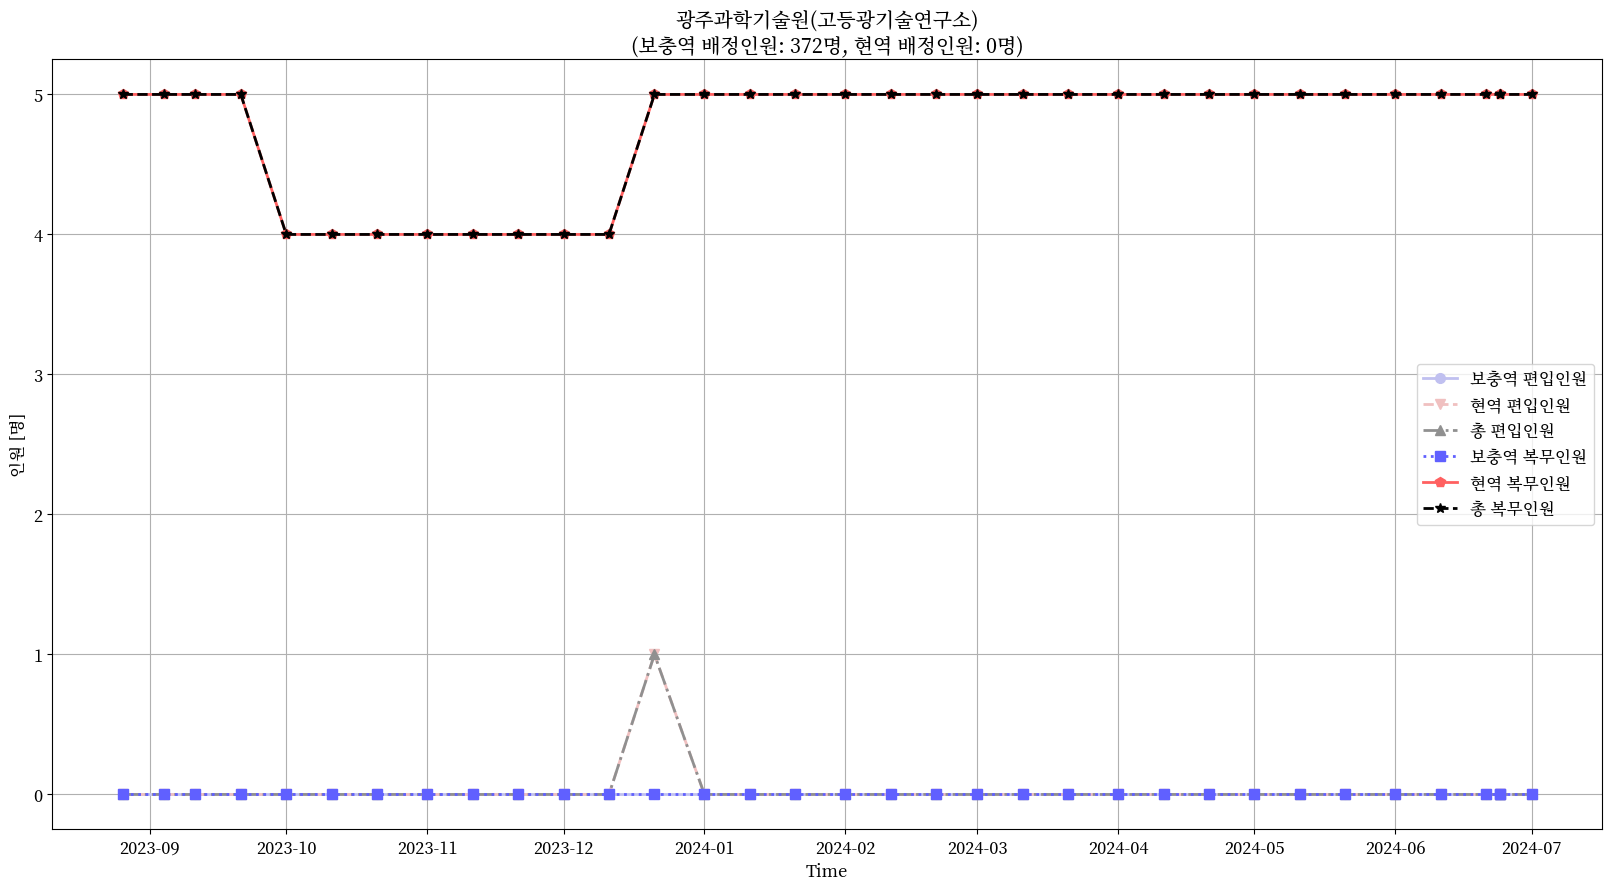 광주과학기술원(고등광기술연구소)
(보충역 배정인원: 372명, 현역 배정인원: 0명)
인원 [명]
5
4
3
2
1
0
보충역 편입인원
현역 편입인원
총 편입인원
보충역 복무인원
현역 복무인원
총 복무인원
2023-09 2023-10 2023-11 2023-12 2024-01 2024-02 2024-03 2024-04 2024-05 2024-06 2024-07
Time